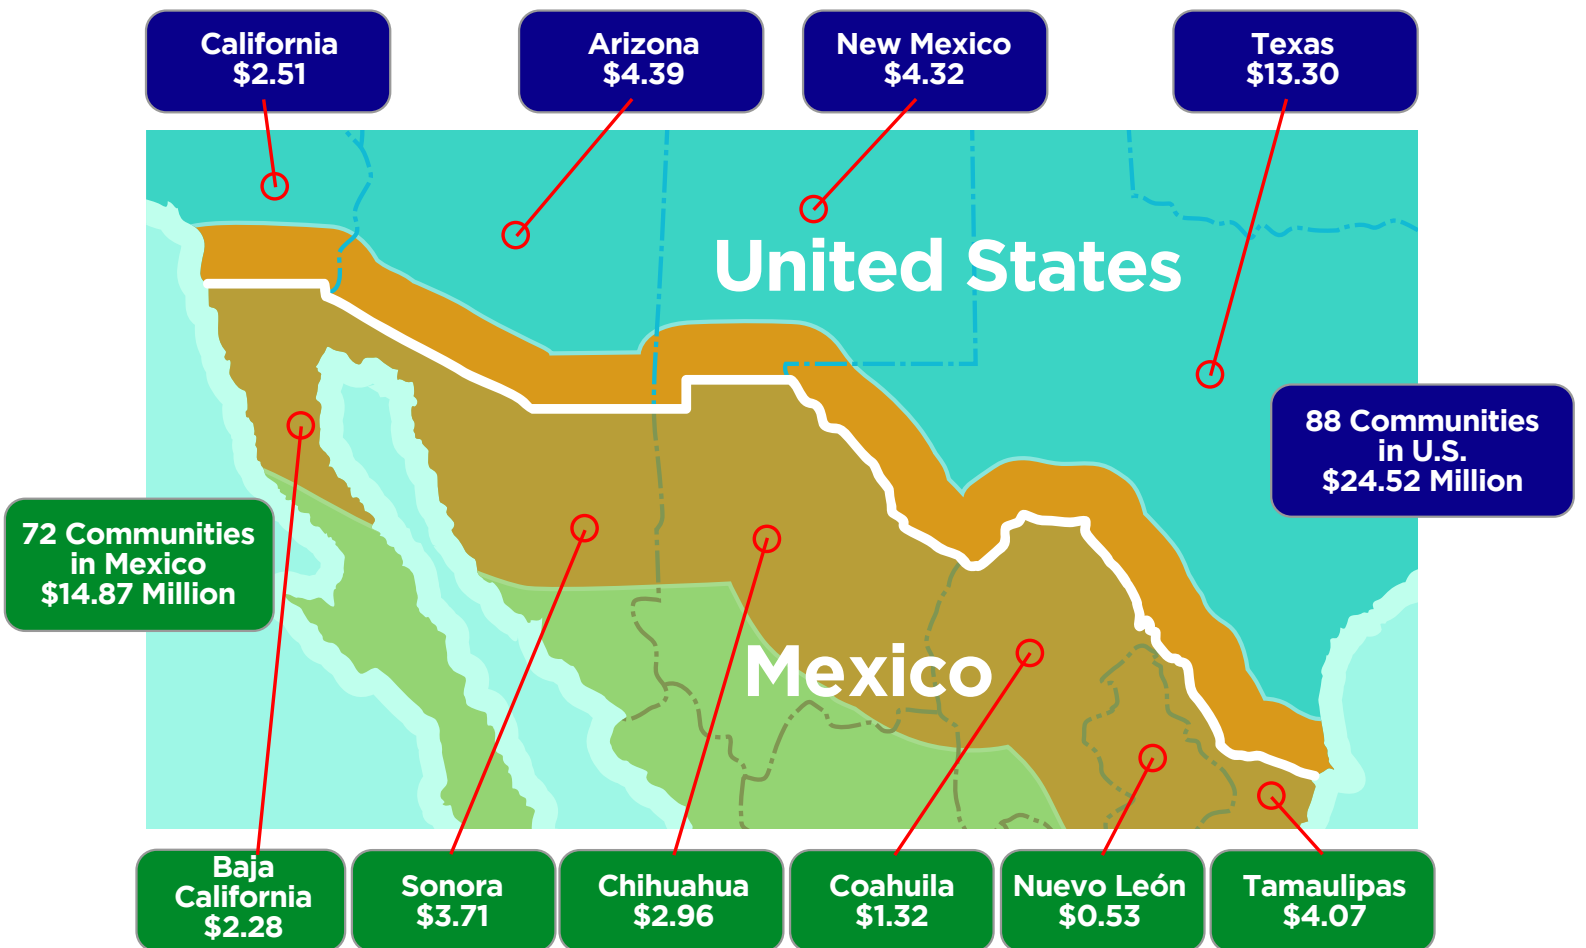 California
$2.51
Arizona
$4.39
New Mexico
$4.32
Texas
$13.30
United States
88 Communities
in U.S.
$24.52 Million
72 Communities
in Mexico
$14.87 Million
Mexico
Baja
California
$2.28
Sonora
$3.71
Chihuahua
$2.96
Coahuila
$1.32
Nuevo León
$0.53
Tamaulipas
$4.07